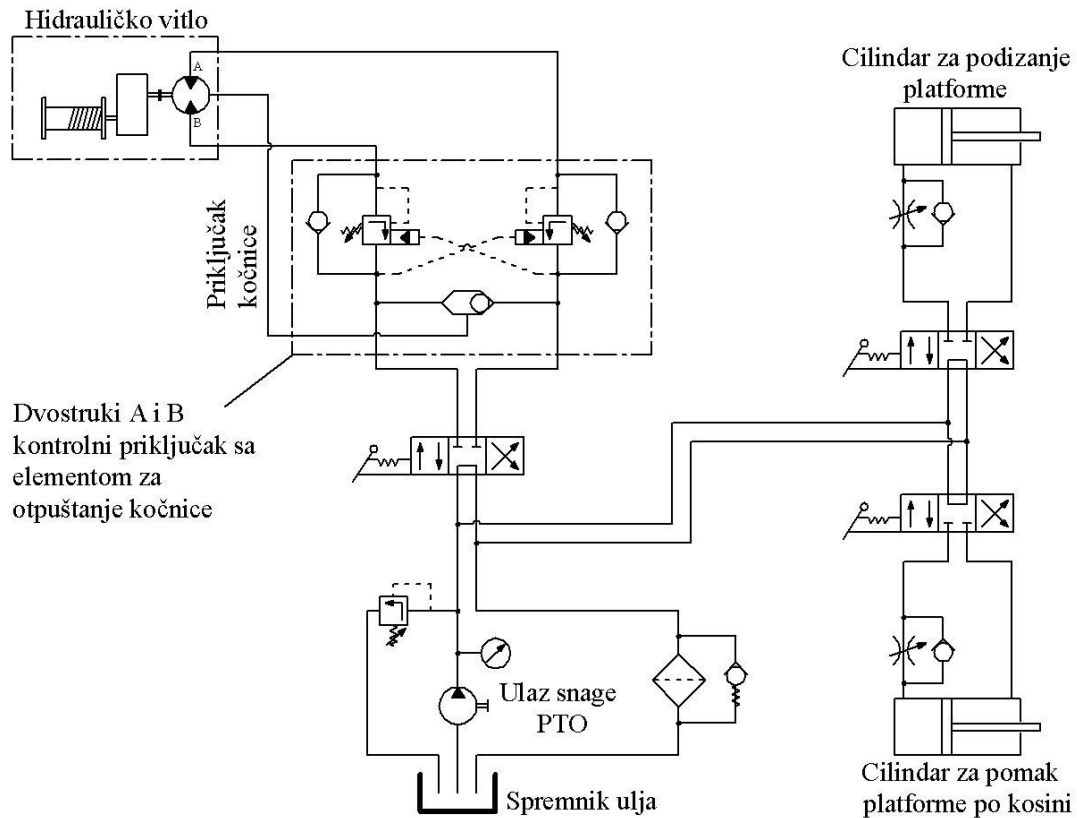 Hidrauličko vitlo
A
B
Priključak
kočnice
Cilindar za podizanje
platforme
Dvostruki A i B
kontrolni priključak sa
elementom za
otpuštanje kočnice
Ulaz snage
PTO
Spremnik ulja
Cilindar za pomak
platforme po kosini